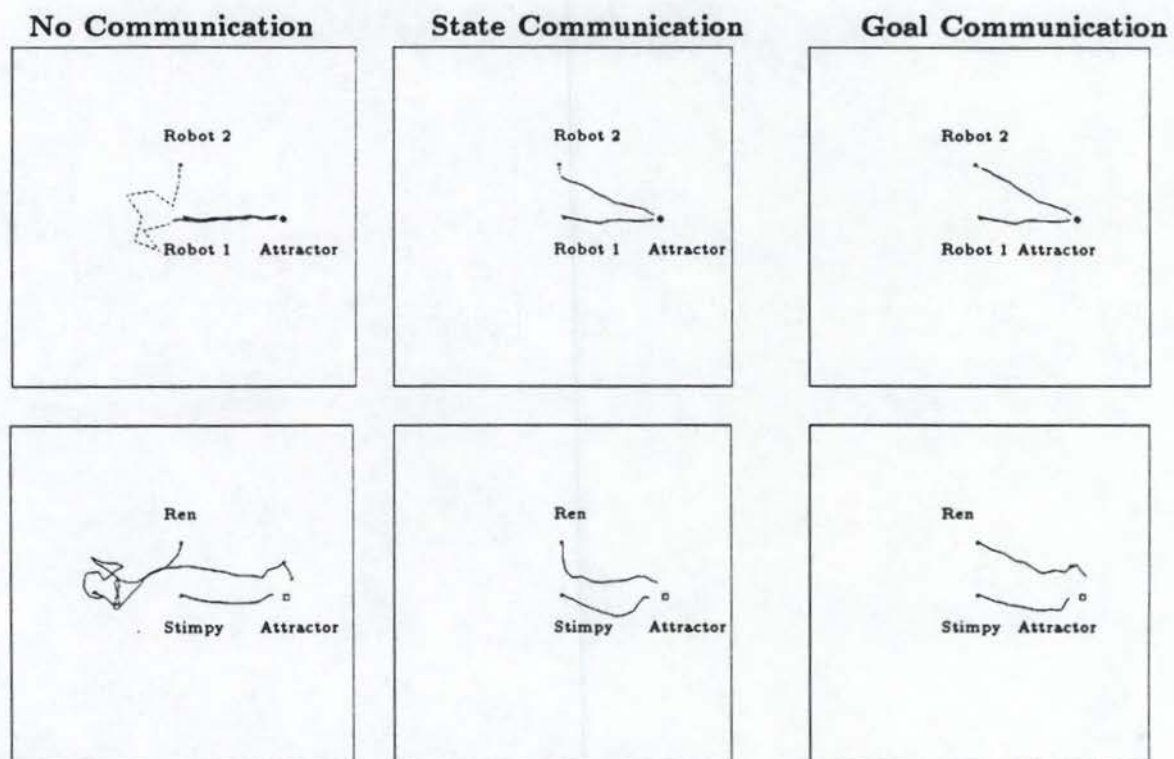 No Communication State Communication Goal Communication
Robot 2 Robot 2 Robot 2
Robot 1 Attractor Robot 1 Attractor Robot 1 Attractor
Ren Ren Ren
Stimpy Attractor Stimpy Attractor Stimpy Attractor